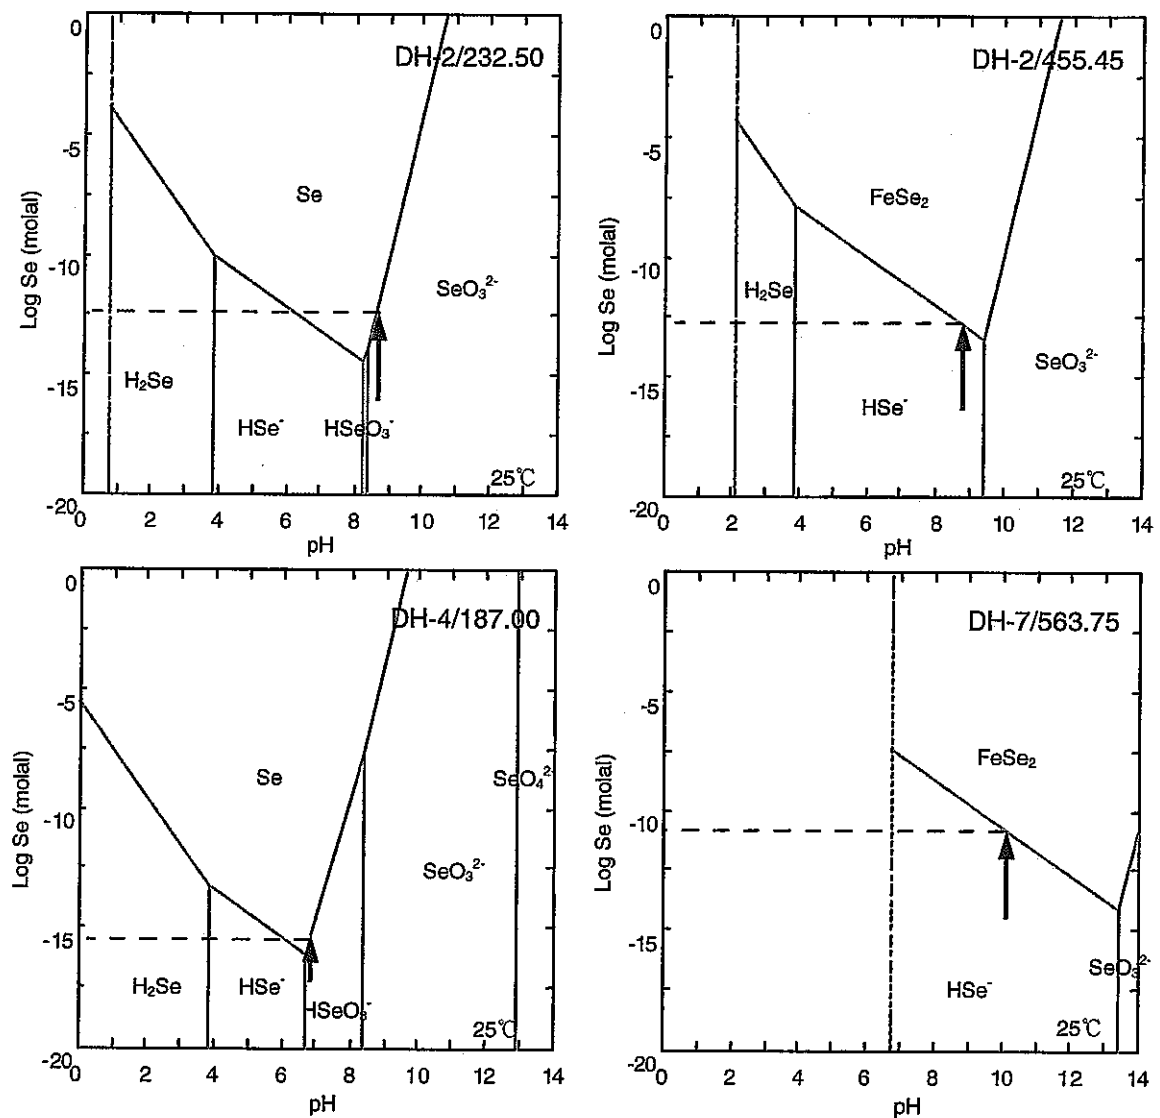 DH-2/232.50
0
-5
-10
-15
-20
Log Se (molal)
Se
SeO₃²⁻
H₂Se
HSe⁻
HSeO₃⁻
25℃
0 2 4 6 8 10 12 14
pH
DH-2/455.45
0
-5
-10
-15
-20
Log Se (molal)
FeSe₂
H₂Se
SeO₃²⁻
HSe⁻
25℃
0 2 4 6 8 10 12 14
pH
DH-4/187.00
0
-5
-10
-15
-20
Log Se (molal)
Se
SeO₄²⁻
SeO₃²⁻
H₂Se
HSe⁻
HSeO₃⁻
25℃
0 2 4 6 8 10 12 14
pH
DH-7/563.75
0
-5
-10
-15
-20
Log Se (molal)
FeSe₂
SeO₃²⁻
HSe⁻
25℃
0 2 4 6 8 10 12 14
pH